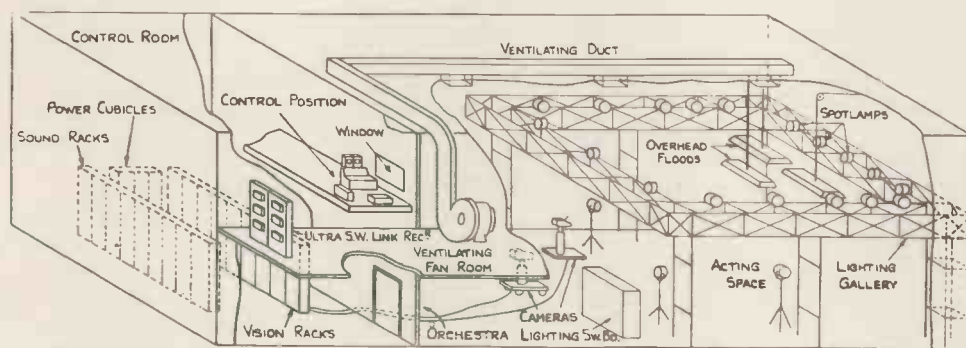 CONTROL ROOM
VENTILATING DUCT
POWER CUBICLES
CONTROL POSITION
SPOTLAMPS
SOUND RACKS
WINDOW
OVERHEAD
FLOODS
ULTRA S.W. LINK RECR
VENTILATING
FAN ROOM
ACTING
SPACE
LIGHTING
GALLERY
CAMERAS
VISION RACKS
ORCHESTRA
LIGHTING SW. BD.